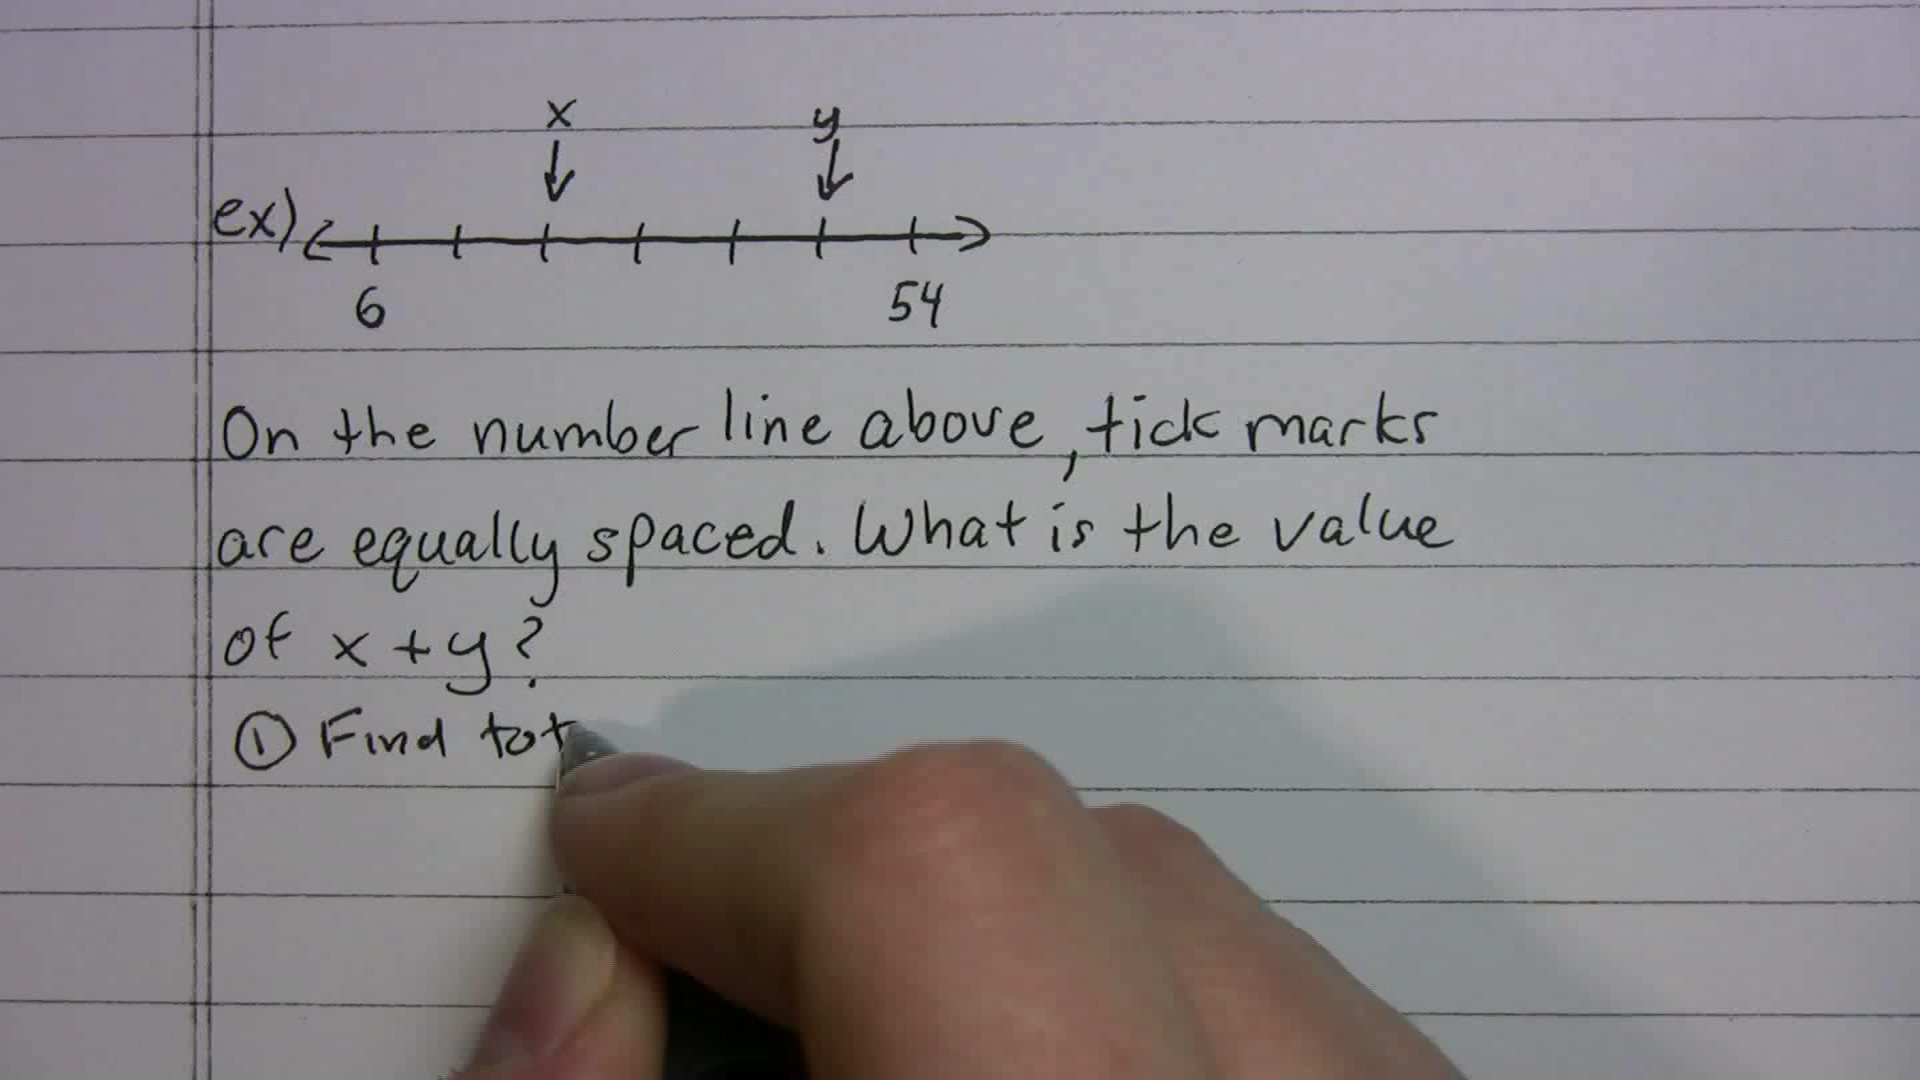 x y
ex)
6 54
On the number line above, tick marks
are equally spaced. What is the value
of x + y?
① Find tot